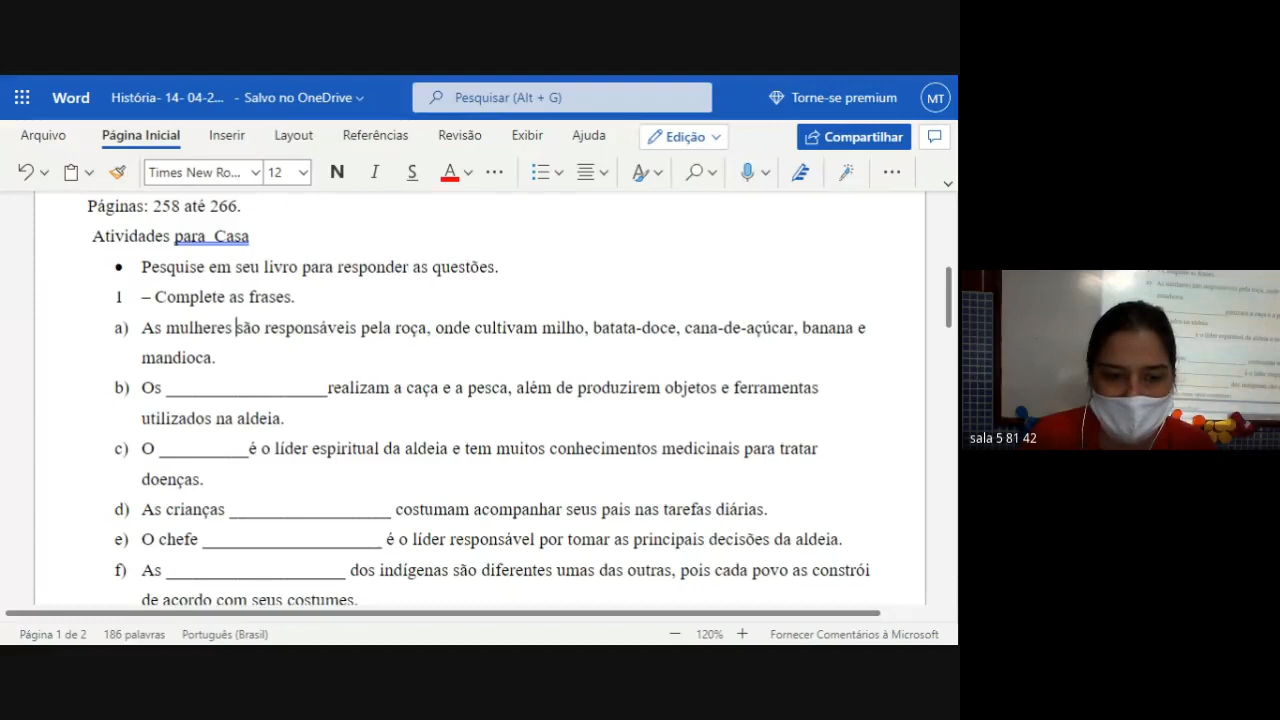 Word História- 14- 04-2... - Salvo no OneDrive Pesquisar (Alt + G) Torne-se premium MT
Arquivo Página Inicial Inserir Layout Referências Revisão Exibir Ajuda Edição Compartilhar
Times New Ro... 12 N I S A ...
Páginas: 258 até 266.
Atividades para Casa
• Pesquise em seu livro para responder as questões.
1 – Complete as frases.
a) As mulheres são responsáveis pela roça, onde cultivam milho, batata-doce, cana-de-açúcar, banana e
mandioca.
b) Os __________________realizam a caça e a pesca, além de produzirem objetos e ferramentas
utilizados na aldeia.
c) O __________é o líder espiritual da aldeia e tem muitos conhecimentos medicinais para tratar
doenças.
d) As crianças __________________ costumam acompanhar seus pais nas tarefas diárias.
e) O chefe ____________________ é o líder responsável por tomar as principais decisões da aldeia.
f) As ____________________ dos indígenas são diferentes umas das outras, pois cada povo as constrói
de acordo com seus costumes.
Página 1 de 2 186 palavras Português (Brasil) — 120% + Fornecer Comentários à Microsoft
sala 5 81 42